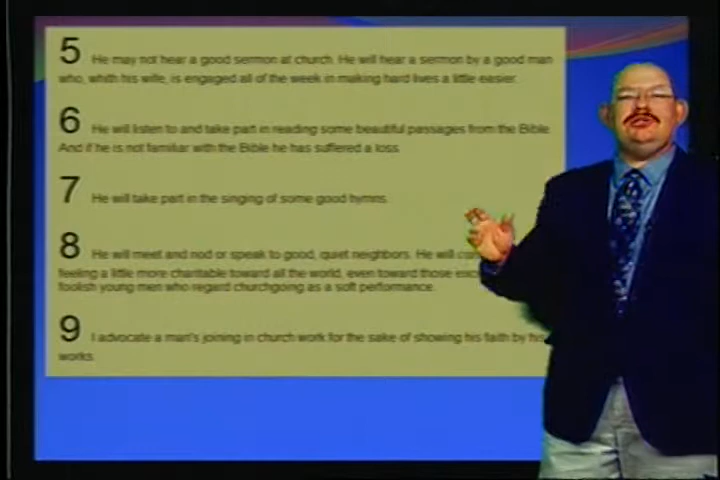 5 He may not hear a good sermon at church. He will hear a sermon by a good man
who, whith his wife, is engaged all of the week in making hard lives a little easier.
6 He will listen to and take part in reading some beautiful passages from the Bible.
And if he is not familiar with the Bible he has suffered a loss.
7 He will take part in the singing of some good hymns.
8 He will meet and nod or speak to good, quiet neighbors. He will
feeling a little more charitable toward all the world, even toward those
foolish young men who regard churchgoing as a soft performance.
9 I advocate a man's joining in church work for the sake of showing his faith by his
works.